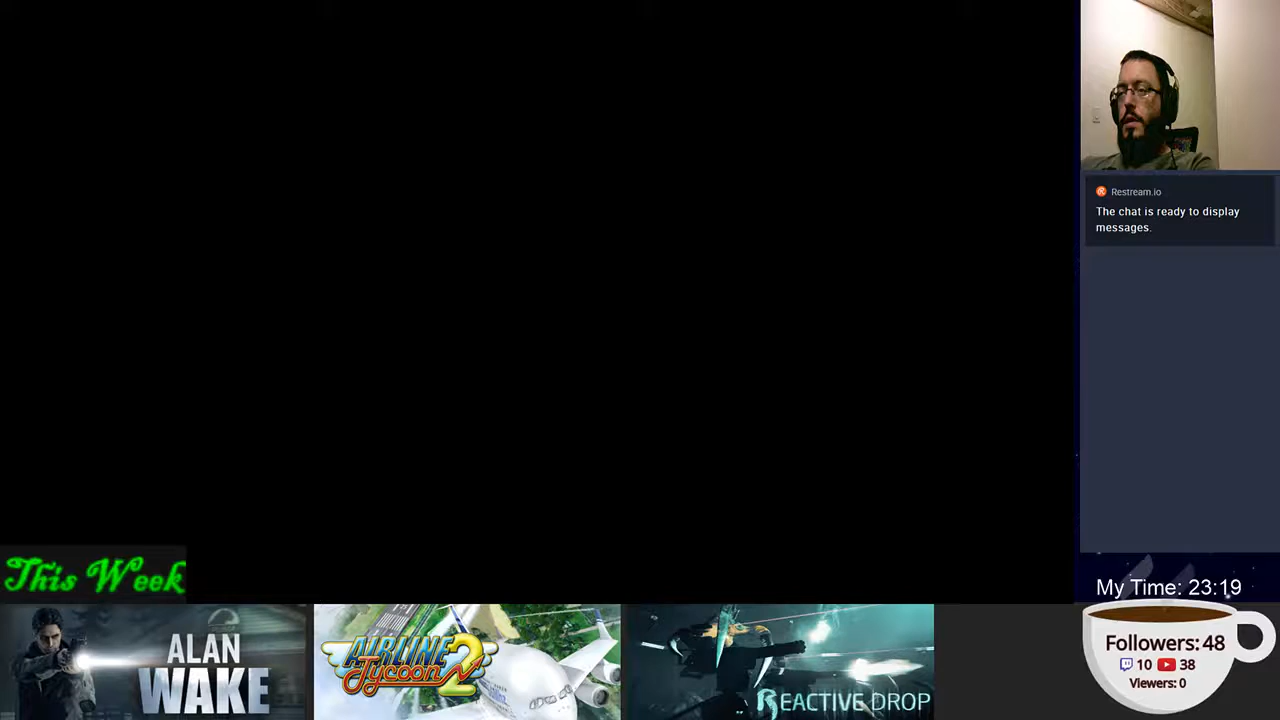 Restream.io
The chat is ready to display
messages.
This Week
My Time: 23:19
ALAN
WAKE
AIRLINE
Tycoon 2
REACTIVE DROP
Followers: 48
10 38
Viewers: 0